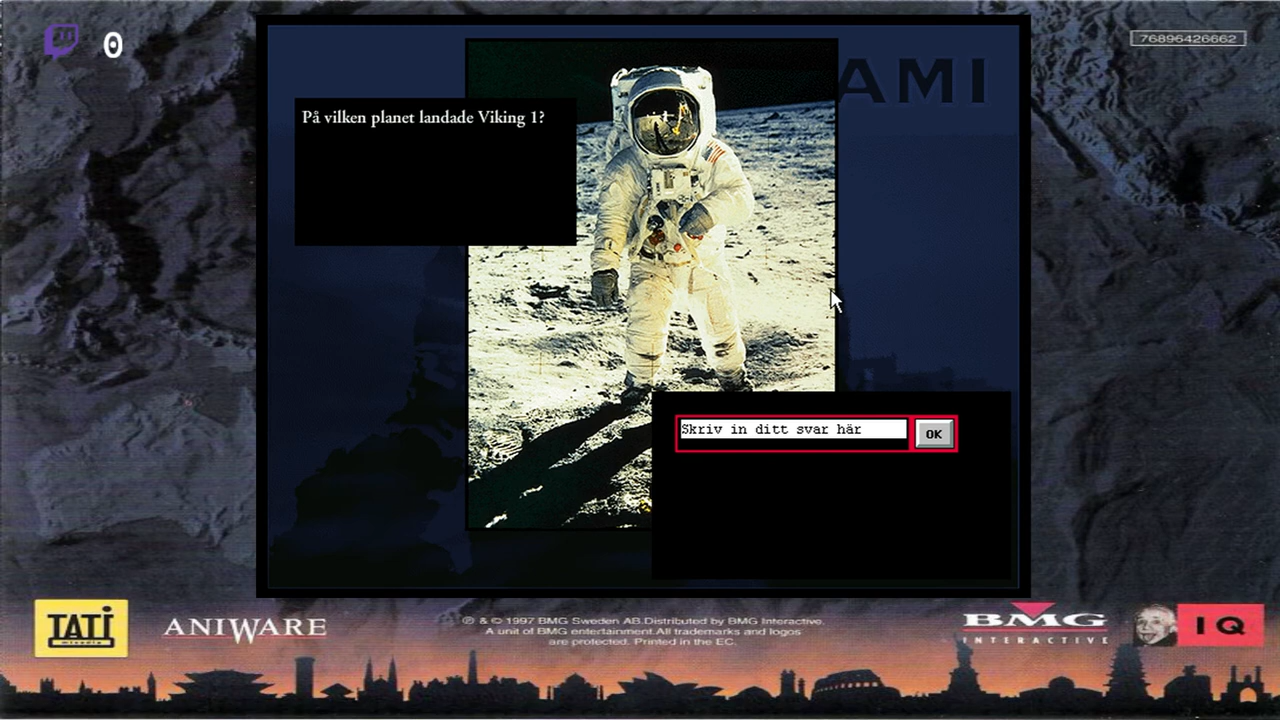 0
76896426662
AMI
På vilken planet landade Viking 1?
Skriv in ditt svar här
OK
TATi
mixedia
ANIWARE
℗ & © 1997 BMG Sweden AB.Distributed by BMG Interactive.
A unit of BMG entertainment.All trademarks and logos
are protected. Printed in the EC.
BMG
INTERACTIVE
IQ